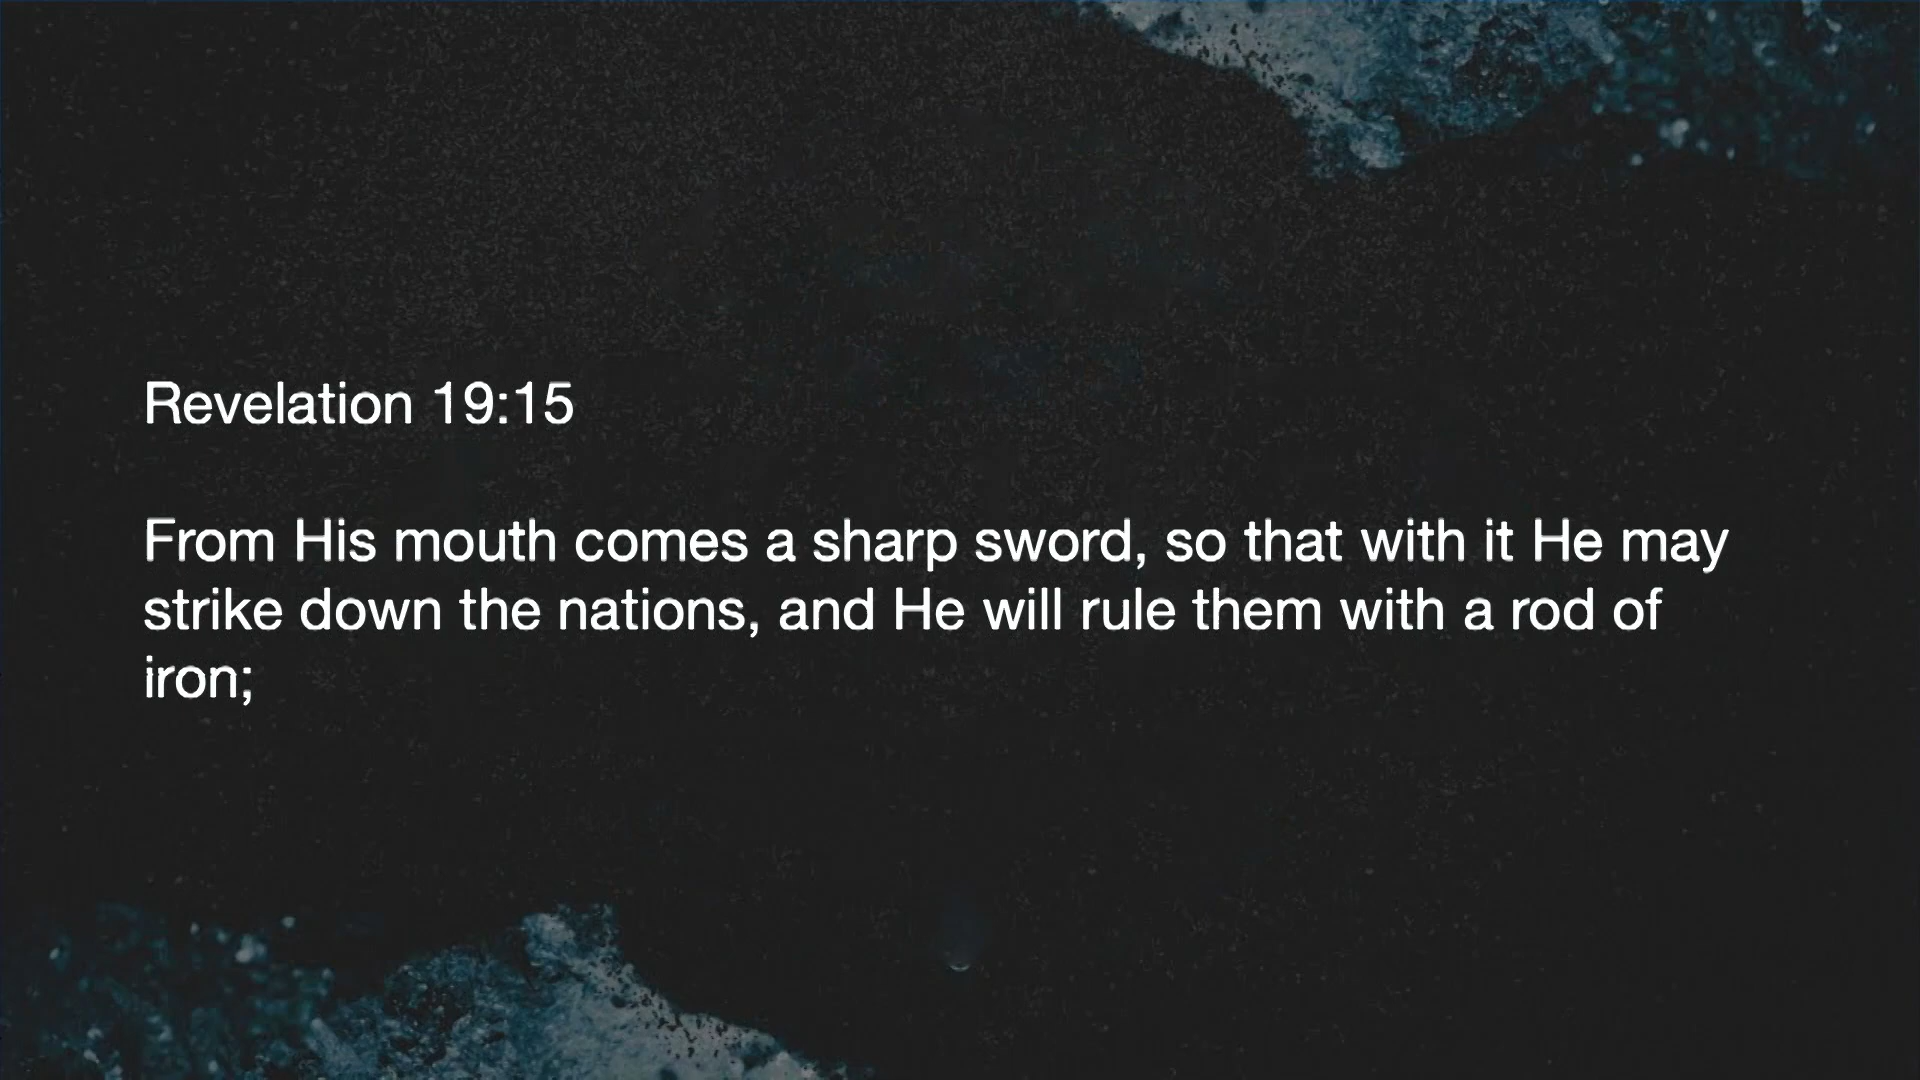 Revelation 19:15
From His mouth comes a sharp sword, so that with it He may
strike down the nations, and He will rule them with a rod of
iron;